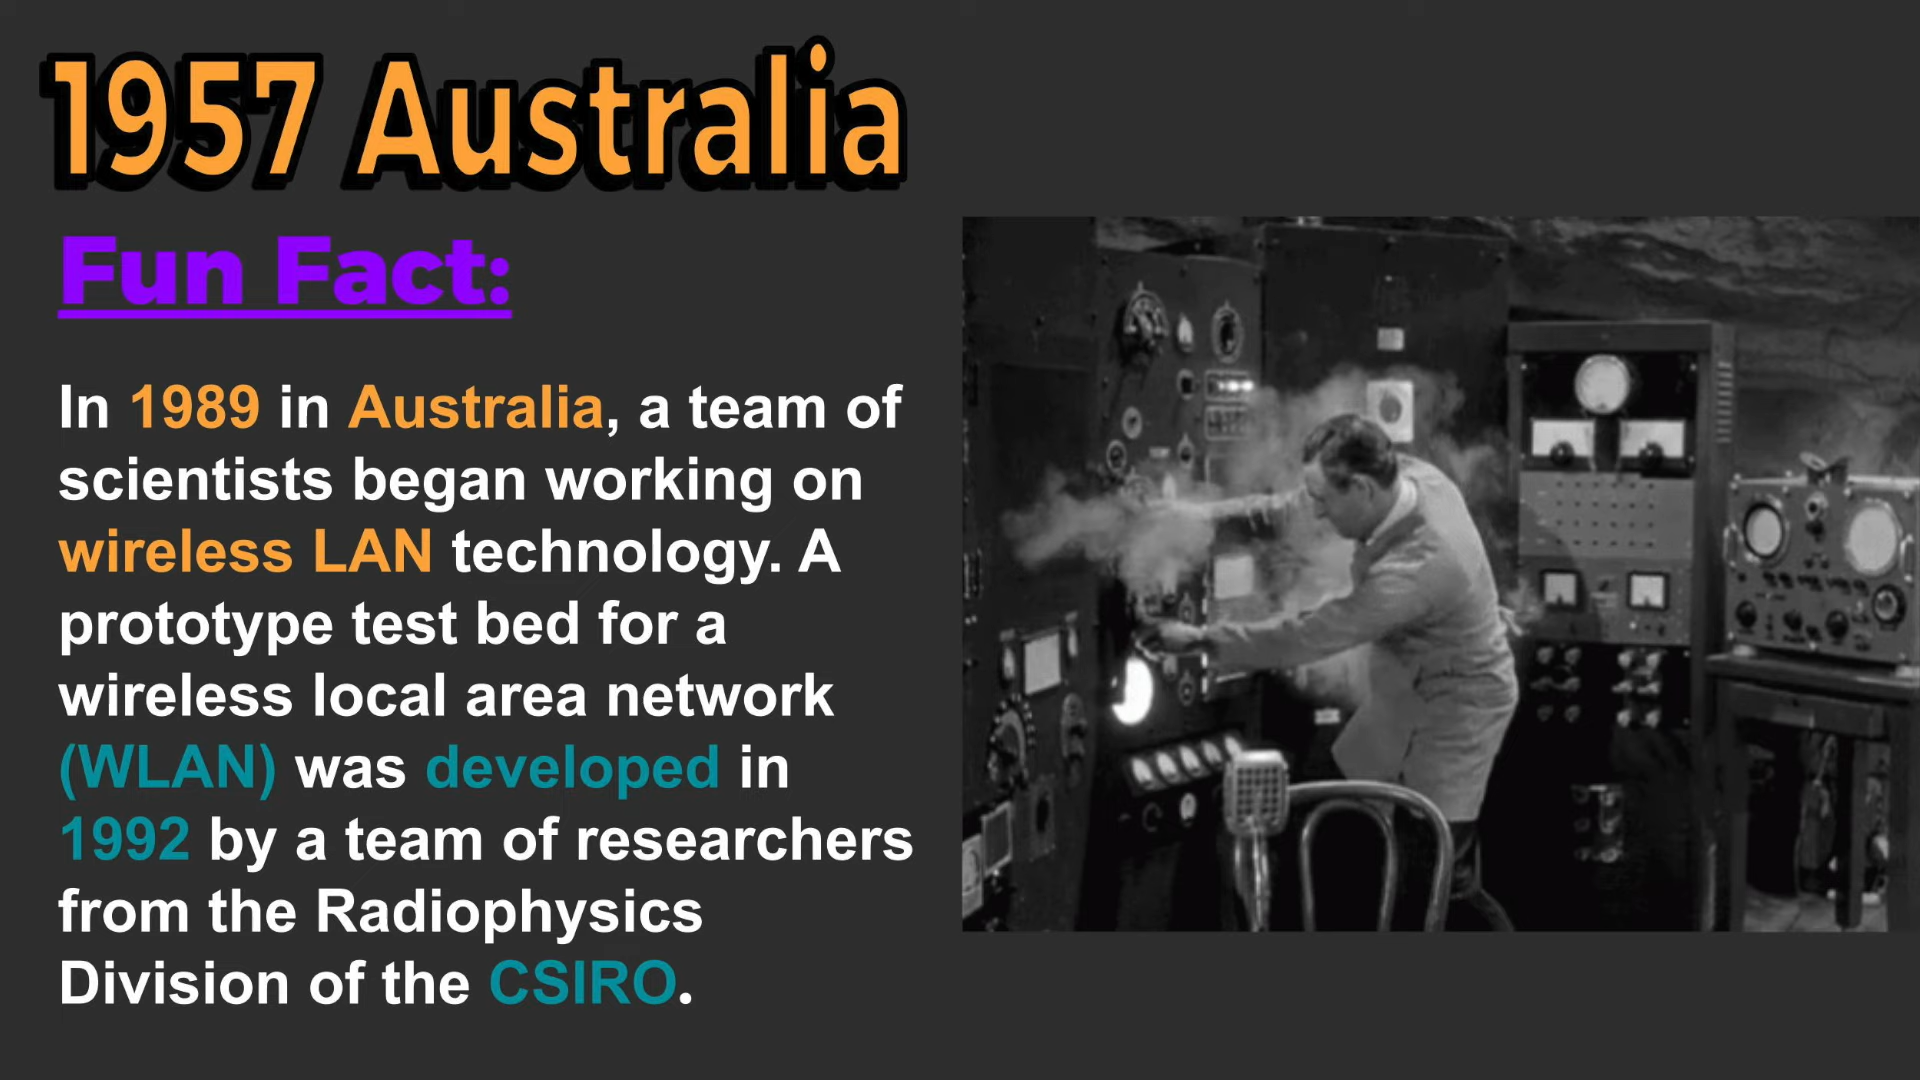 1957 Australia
Fun Fact:
In 1989 in Australia, a team of
scientists began working on
wireless LAN technology. A
prototype test bed for a
wireless local area network
(WLAN) was developed in
1992 by a team of researchers
from the Radiophysics
Division of the CSIRO.